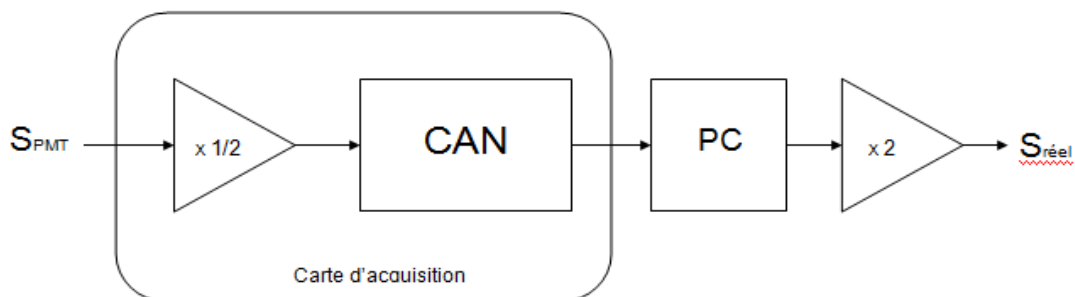 SPMT
x 1/2
CAN
PC
x 2
Sréel
Carte d'acquisition